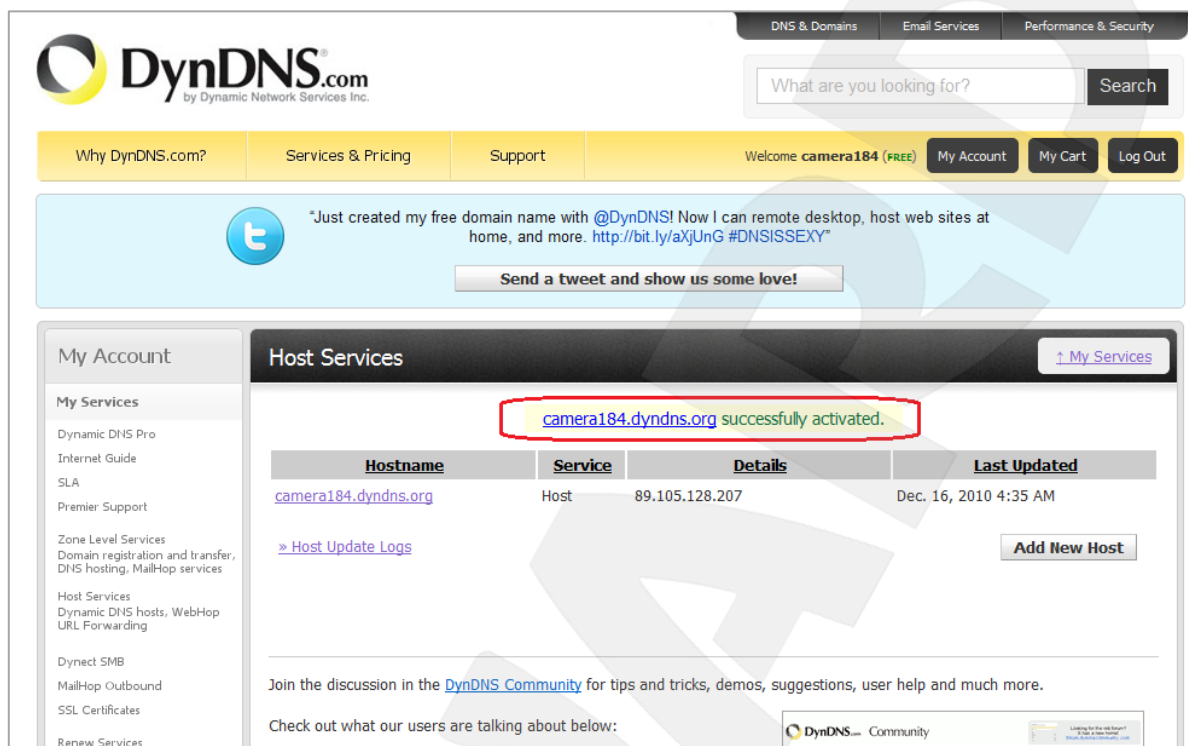 DNS & Domains Email Services Performance & Security
DynDNS.com
by Dynamic Network Services Inc.
What are you looking for? Search
Why DynDNS.com? Services & Pricing Support Welcome camera184 (FREE) My Account My Cart Log Out
“Just created my free domain name with @DynDNS! Now I can remote desktop, host web sites at
home, and more. http://bit.ly/aXjUnG #DNSISSEXY”
Send a tweet and show us some love!
My Account
Host Services
↑ My Services
My Services
Dynamic DNS Pro
Internet Guide
SLA
Premier Support
Zone Level Services
Domain registration and transfer,
DNS hosting, MailHop services
Host Services
Dynamic DNS hosts, WebHop
URL Forwarding
Dynect SMB
MailHop Outbound
SSL Certificates
Renew Services
camera184.dyndns.org successfully activated.
Hostname Service Details Last Updated
camera184.dyndns.org Host 89.105.128.207 Dec. 16, 2010 4:35 AM
» Host Update Logs
Add New Host
Join the discussion in the DynDNS Community for tips and tricks, demos, suggestions, user help and much more.
Check out what our users are talking about below:
DynDNS.com Community